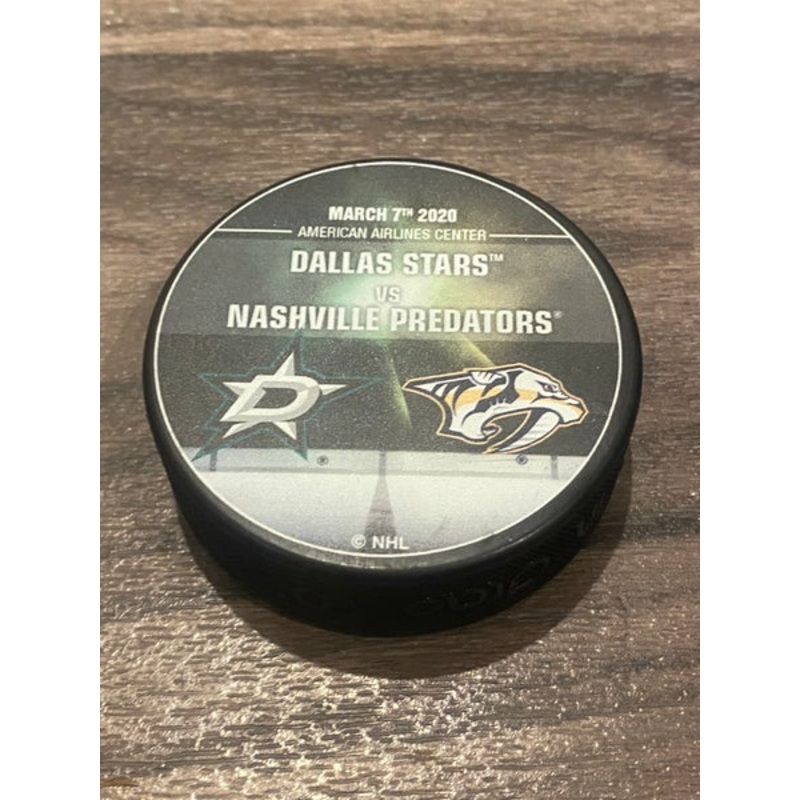 MARCH 7TH 2020
AMERICAN AIRLINES CENTER
DALLAS STARS™
VS
NASHVILLE PREDATORS®
D
® ®
© NHL